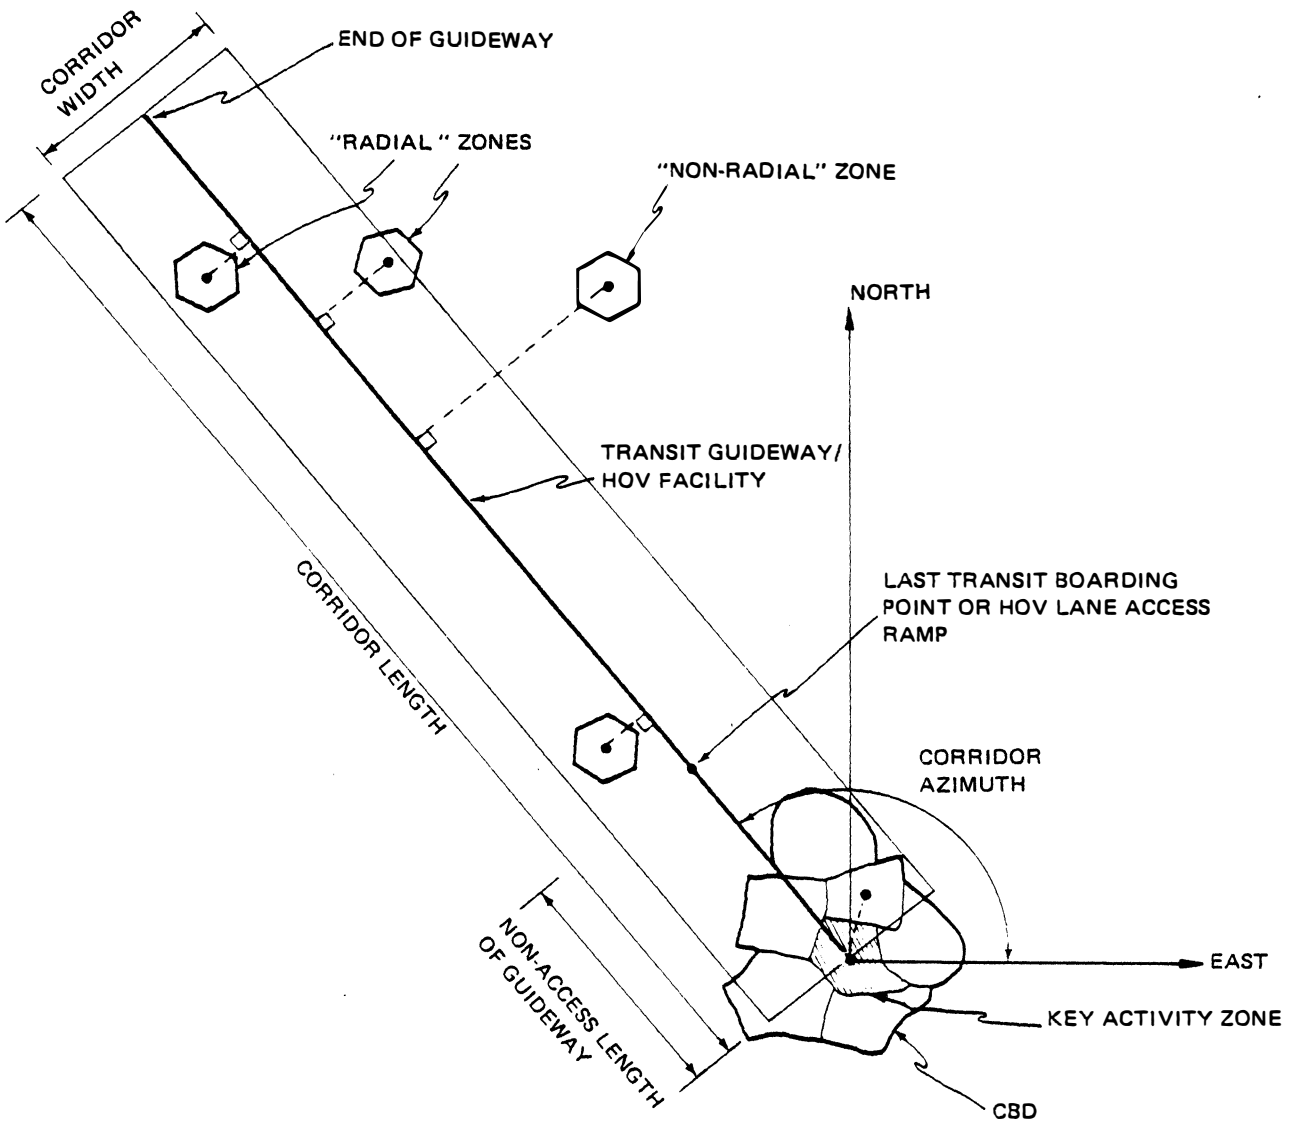 CORRIDOR
WIDTH
END OF GUIDEWAY
"RADIAL" ZONES
"NON-RADIAL" ZONE
NORTH
TRANSIT GUIDEWAY/
HOV FACILITY
CORRIDOR LENGTH
LAST TRANSIT BOARDING
POINT OR HOV LANE ACCESS
RAMP
CORRIDOR
AZIMUTH
NON-ACCESS LENGTH
OF GUIDEWAY
EAST
KEY ACTIVITY ZONE
CBD